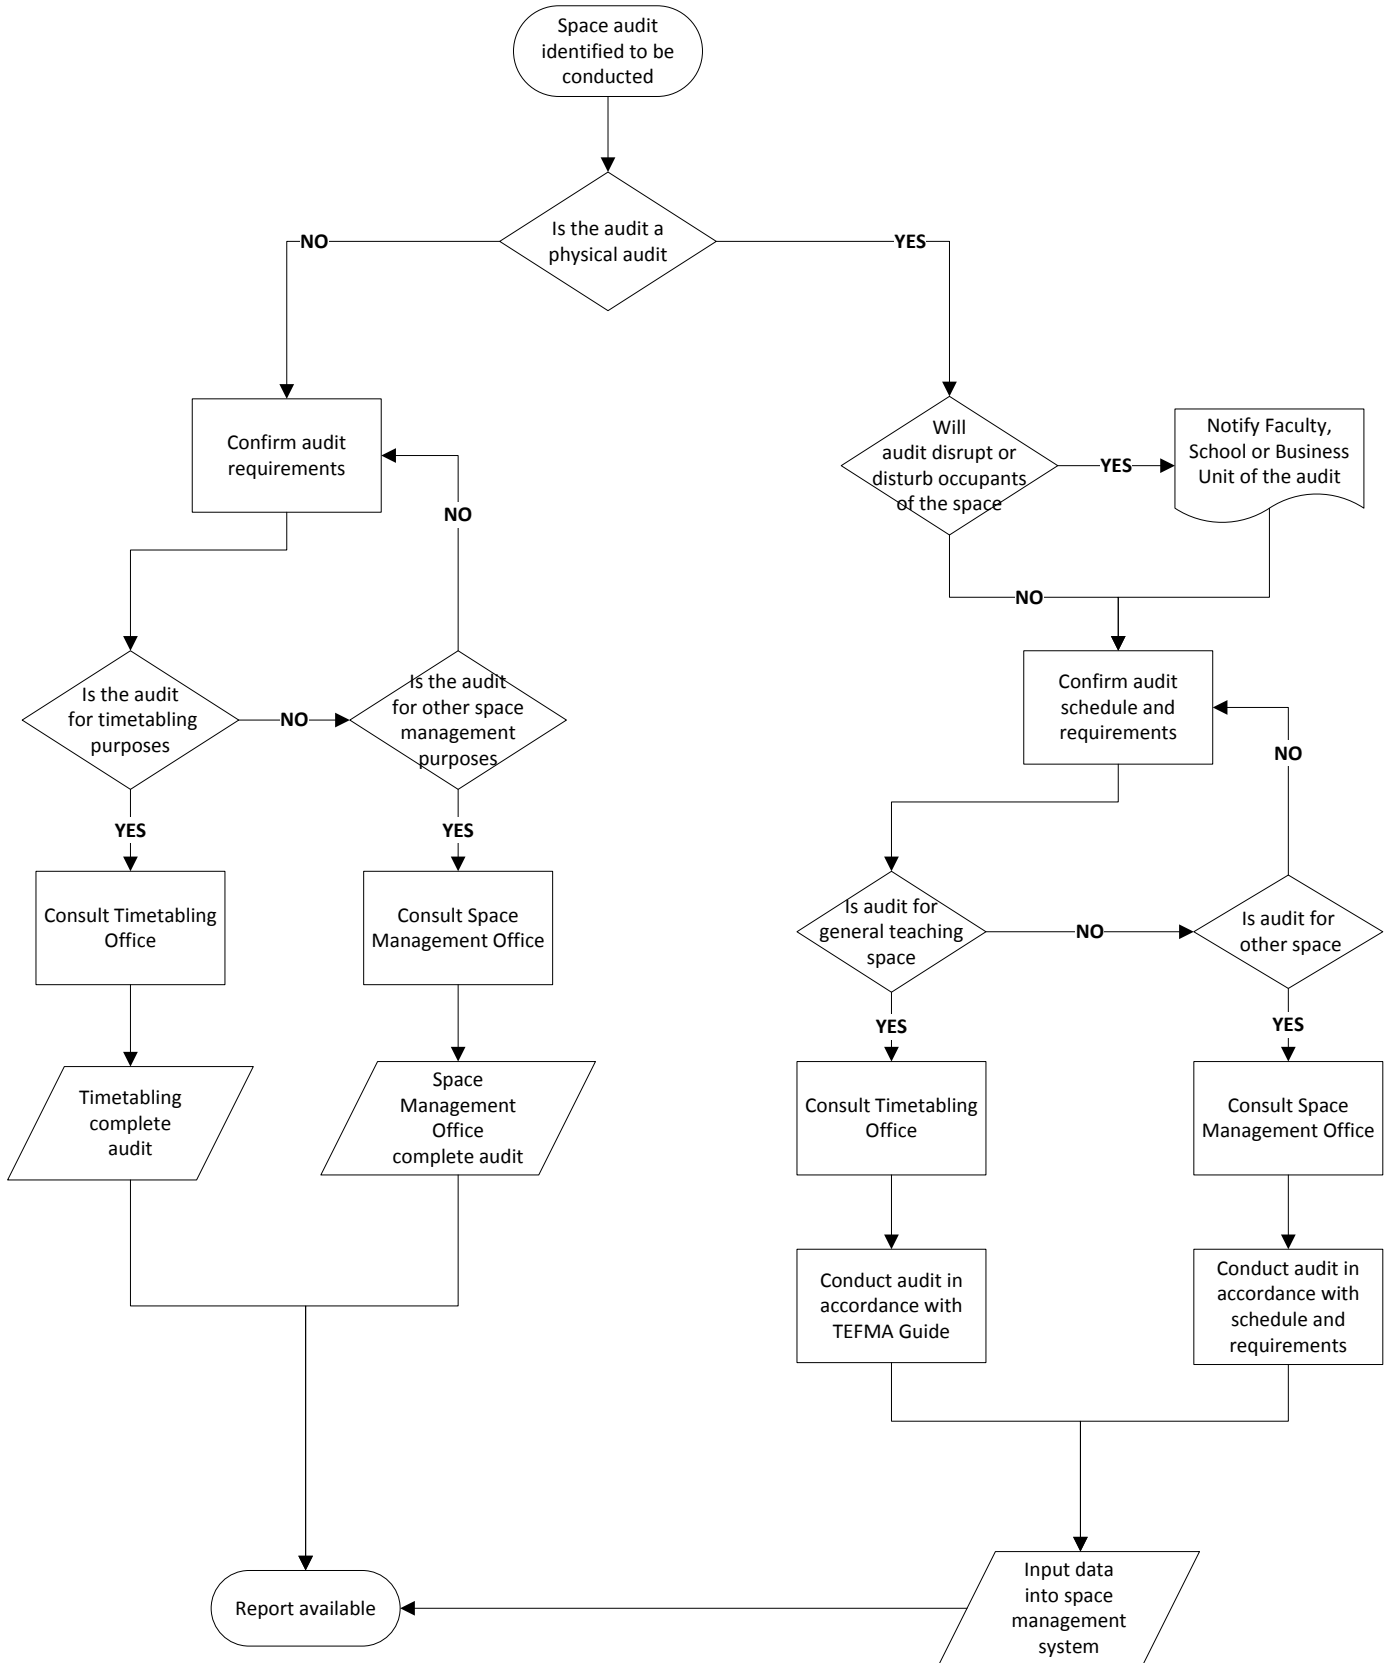 Space audit
identified to be
conducted
Is the audit a
physical audit
NO
YES
Confirm audit
requirements
NO
Will
audit disrupt or
disturb occupants
of the space
YES
Notify Faculty,
School or Business
Unit of the audit
NO
Is the audit
for timetabling
purposes
NO
Is the audit
for other space
management
purposes
Confirm audit
schedule and
requirements
NO
YES
YES
Consult Timetabling
Office
Consult Space
Management Office
Is audit for
general teaching
space
NO
Is audit for
other space
YES
YES
Timetabling
complete
audit
Space
Management
Office
complete audit
Consult Timetabling
Office
Consult Space
Management Office
Conduct audit in
accordance with
TEFMA Guide
Conduct audit in
accordance with
schedule and
requirements
Report available
Input data
into space
management
system